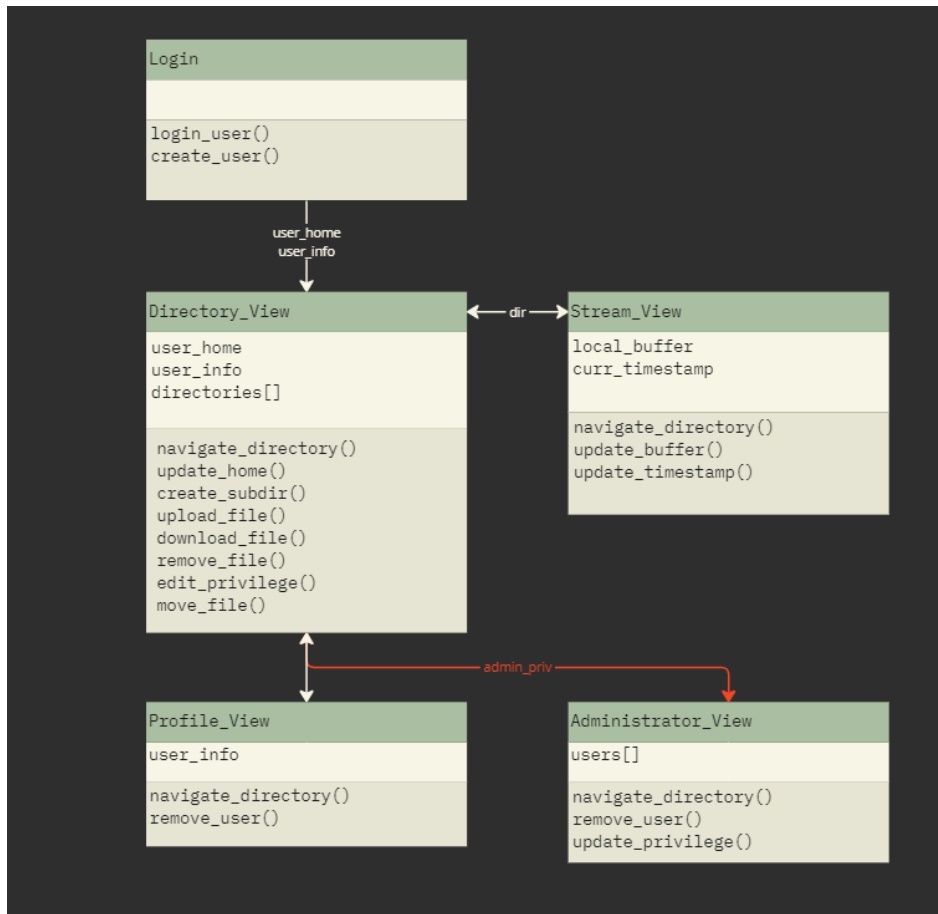 Login
login_user()
create_user()
user_home
user_info
Directory_View
user_home
user_info
directories[]
navigate_directory()
update_home()
create_subdir()
upload_file()
download_file()
remove_file()
edit_privilege()
move_file()
dir
Stream_View
local_buffer
curr_timestamp
navigate_directory()
update_buffer()
update_timestamp()
admin_priv
Profile_View
user_info
navigate_directory()
remove_user()
Administrator_View
users[]
navigate_directory()
remove_user()
update_privilege()